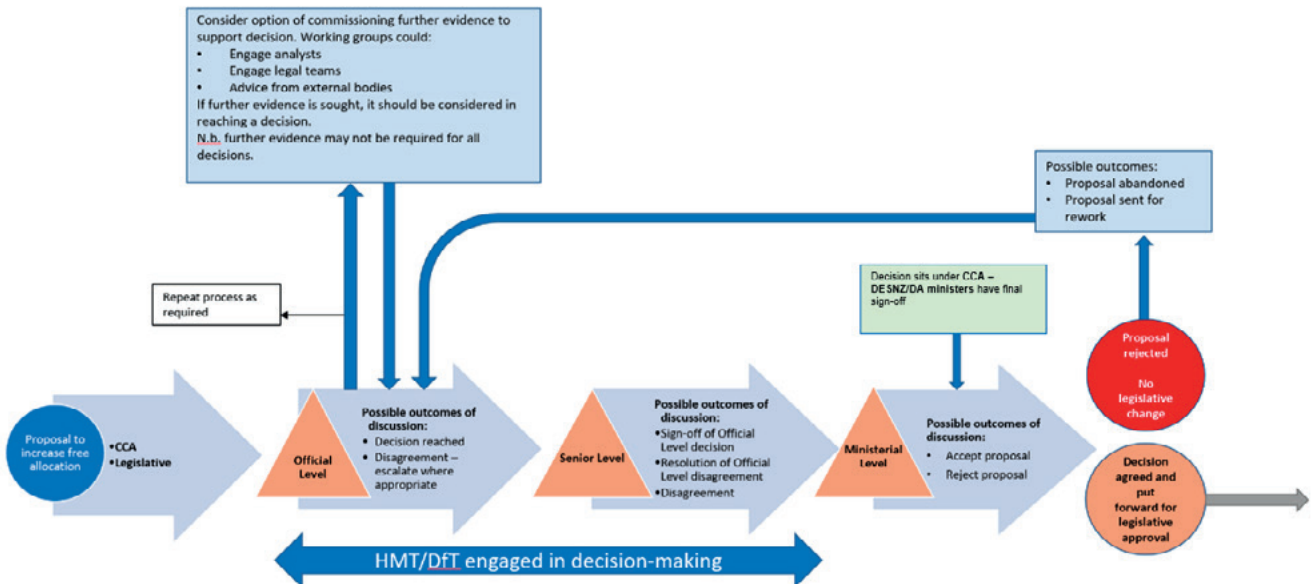 Consider option of commissioning further evidence to
support decision. Working groups could:
• Engage analysts
• Engage legal teams
• Advice from external bodies
If further evidence is sought, it should be considered in
reaching a decision.
N.b. further evidence may not be required for all
decisions.
Possible outcomes:
• Proposal abandoned
• Proposal sent for
rework
Repeat process as
required
Decision sits under CCA –
DESNZ/DA ministers have final
sign-off
Proposal
rejected
No
legislative
change
Proposal to
increase free
allocation
•CCA
•Legislative
Official
Level
Possible outcomes of
discussion:
• Decision reached
• Disagreement –
escalate where
appropriate
Senior Level
Possible outcomes of
discussion:
•Sign-off of Official
Level decision
•Resolution of Official
Level disagreement
•Disagreement
Ministerial
Level
Possible outcomes of
discussion:
• Accept proposal
• Reject proposal
Decision
agreed and
put
forward for
legislative
approval
HMT/DfT engaged in decision-making